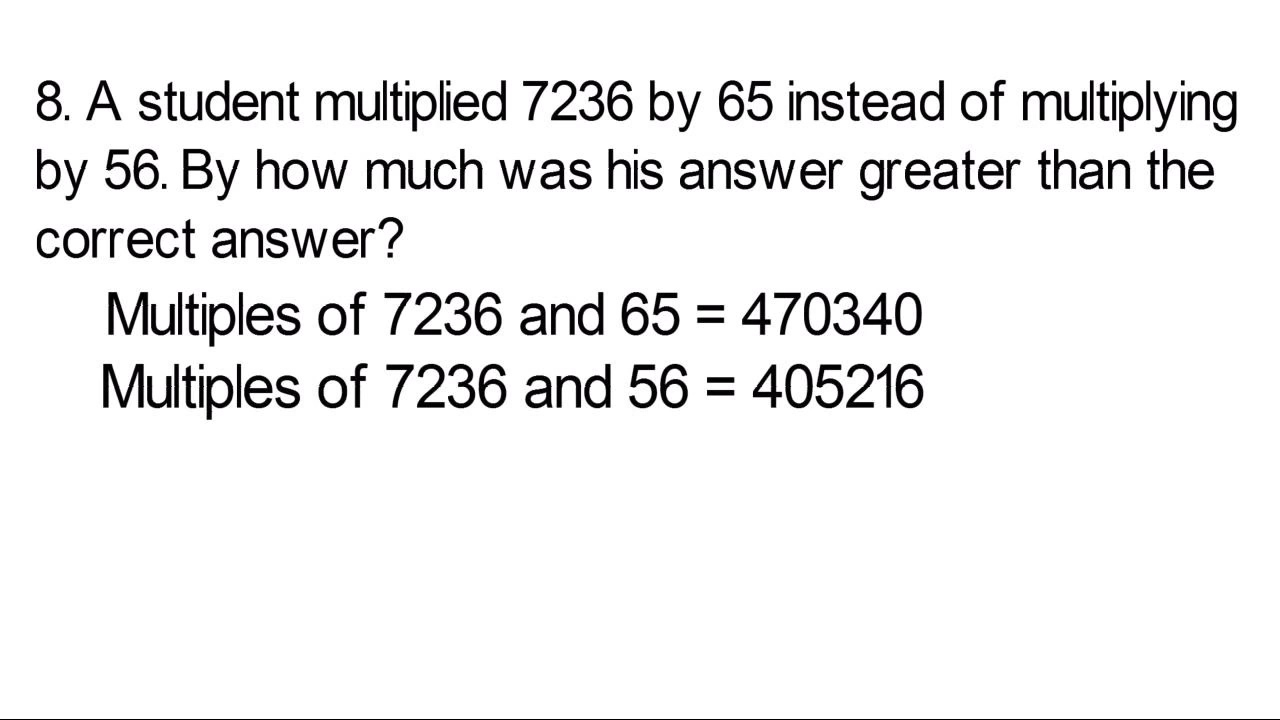 8. A student multiplied 7236 by 65 instead of multiplying
by 56. By how much was his answer greater than the
correct answer?
Multiples of 7236 and 65 = 470340
Multiples of 7236 and 56 = 405216